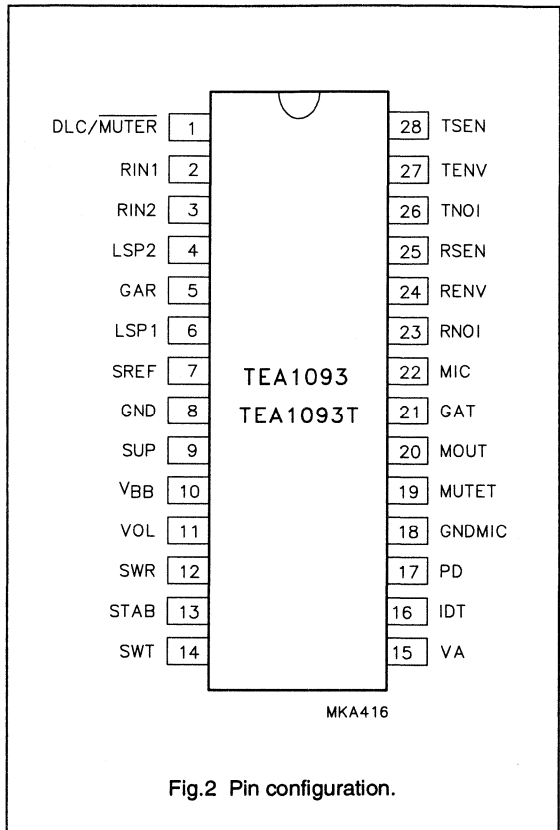 DLC/MUTER 1
28 TSEN
RIN1 2
27 TENV
RIN2 3
26 TNOI
LSP2 4
25 RSEN
GAR 5
24 RENV
LSP1 6
23 RNOI
SREF 7
22 MIC
TEA1093
GND 8
21 GAT
TEA1093T
SUP 9
20 MOUT
VBB 10
19 MUTET
VOL 11
18 GNDMIC
SWR 12
17 PD
STAB 13
16 IDT
SWT 14
15 VA
MKA416
Fig.2 Pin configuration.